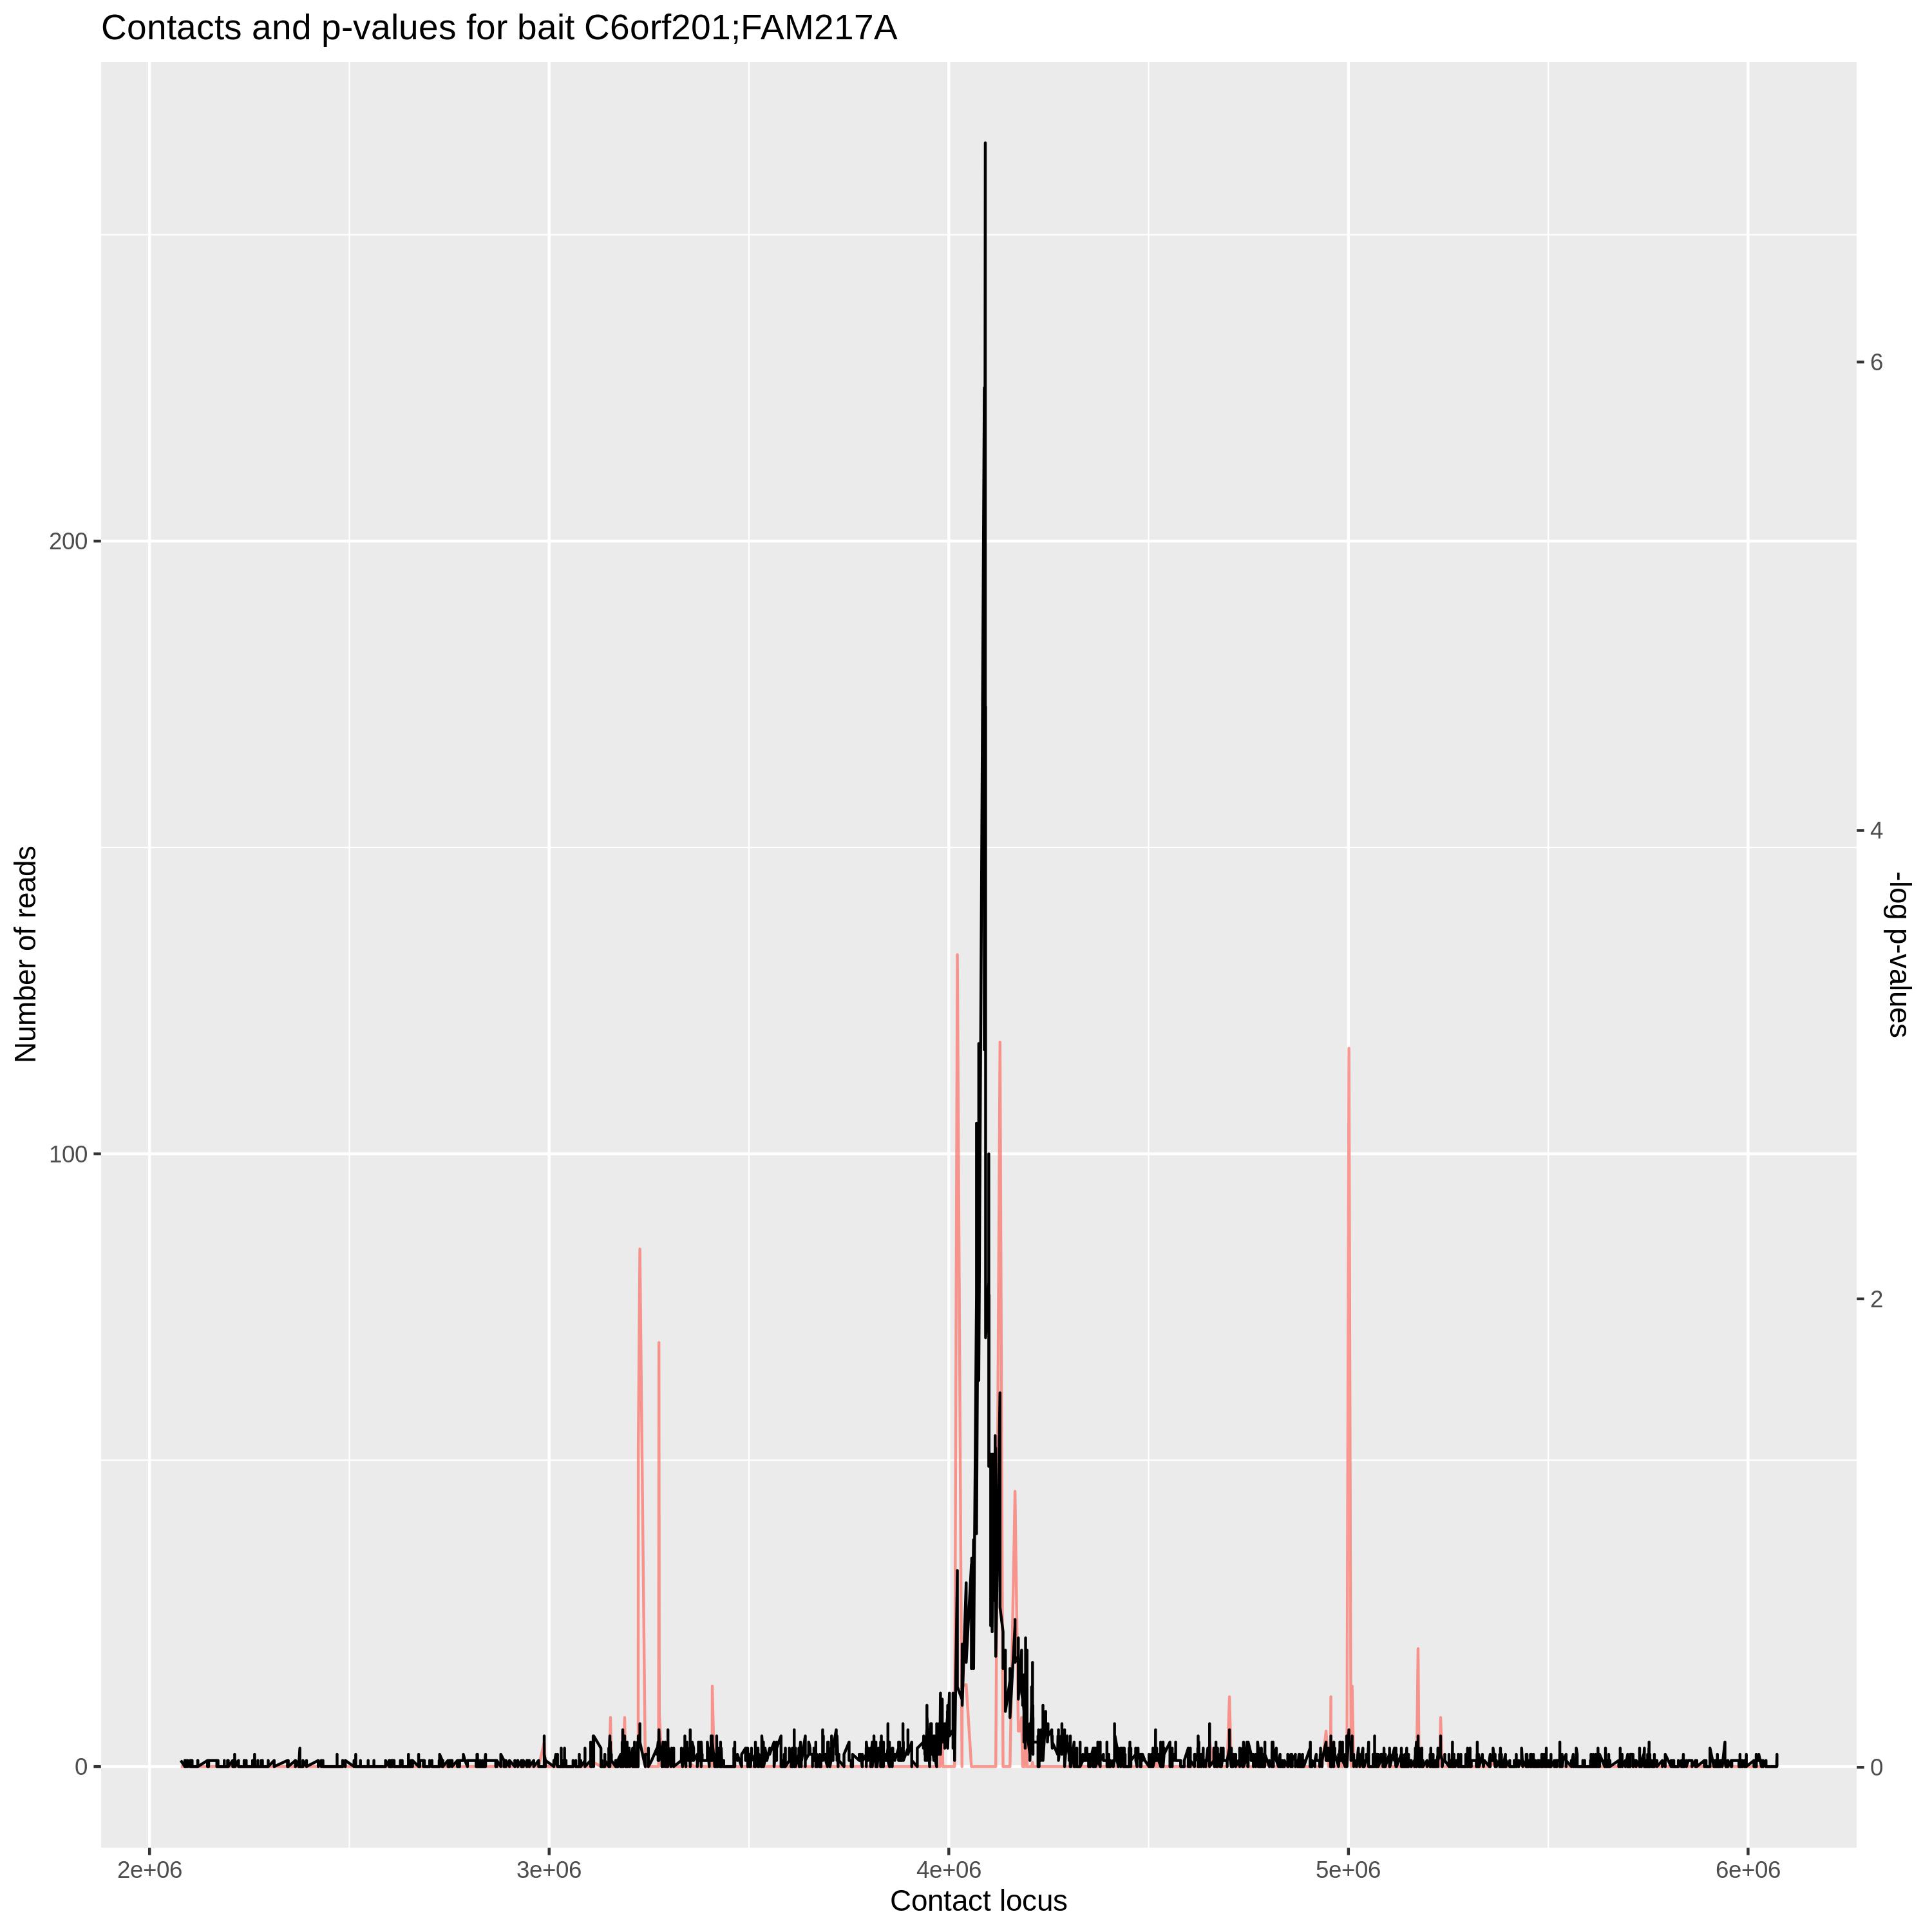 Contacts and p-values for bait C6orf201;FAM217A
Number of reads
200
100
0
6
4
2
0
-log p-values
2e+06
3e+06
4e+06
5e+06
6e+06
Contact locus